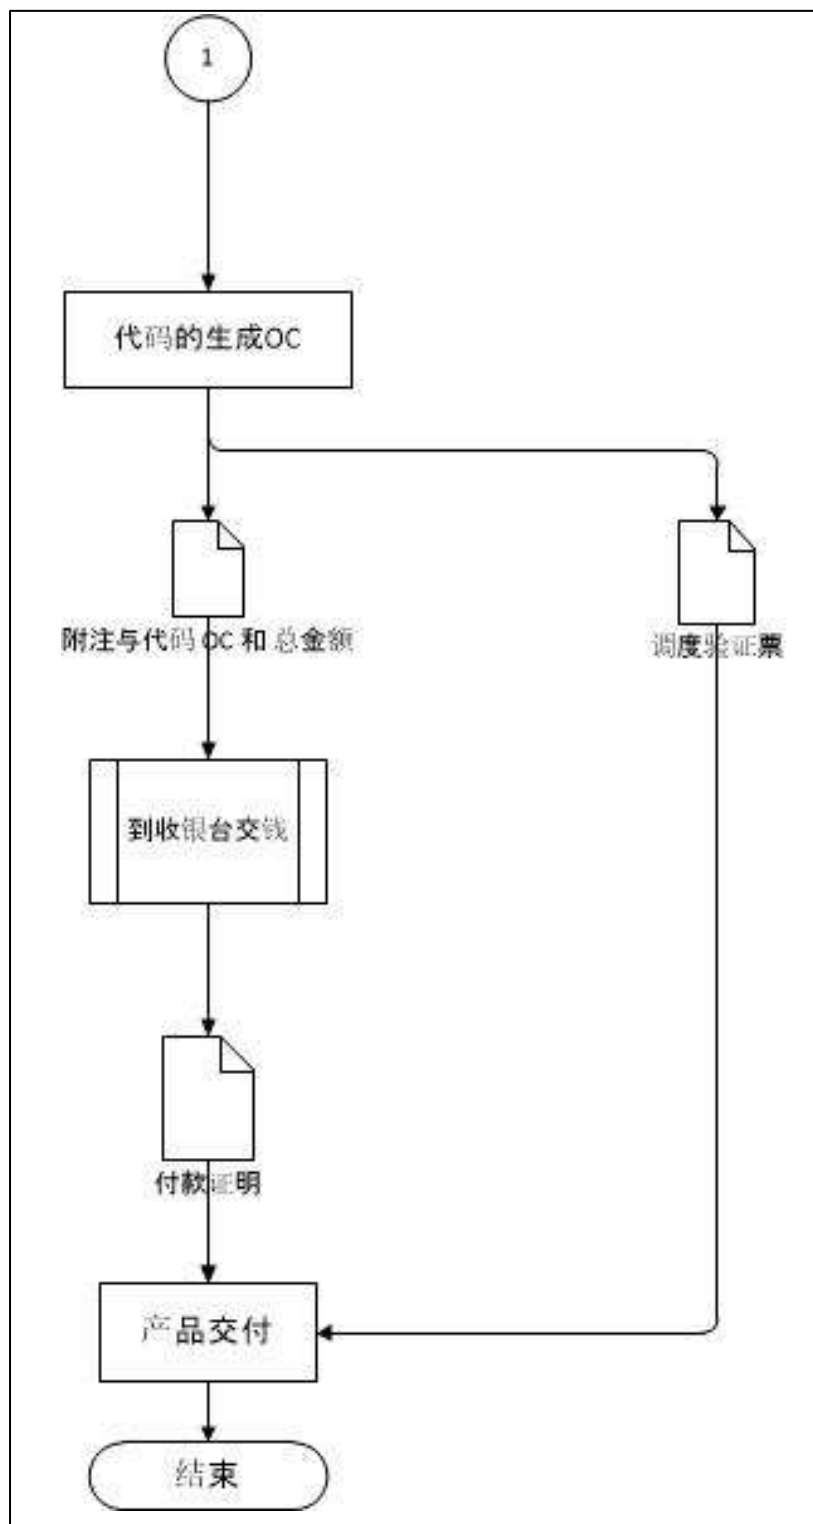 1
代码的生成OC
附注与代码 OC 和 总金额
调度验证票
到收银台交钱
付款证明
产品交付
结束